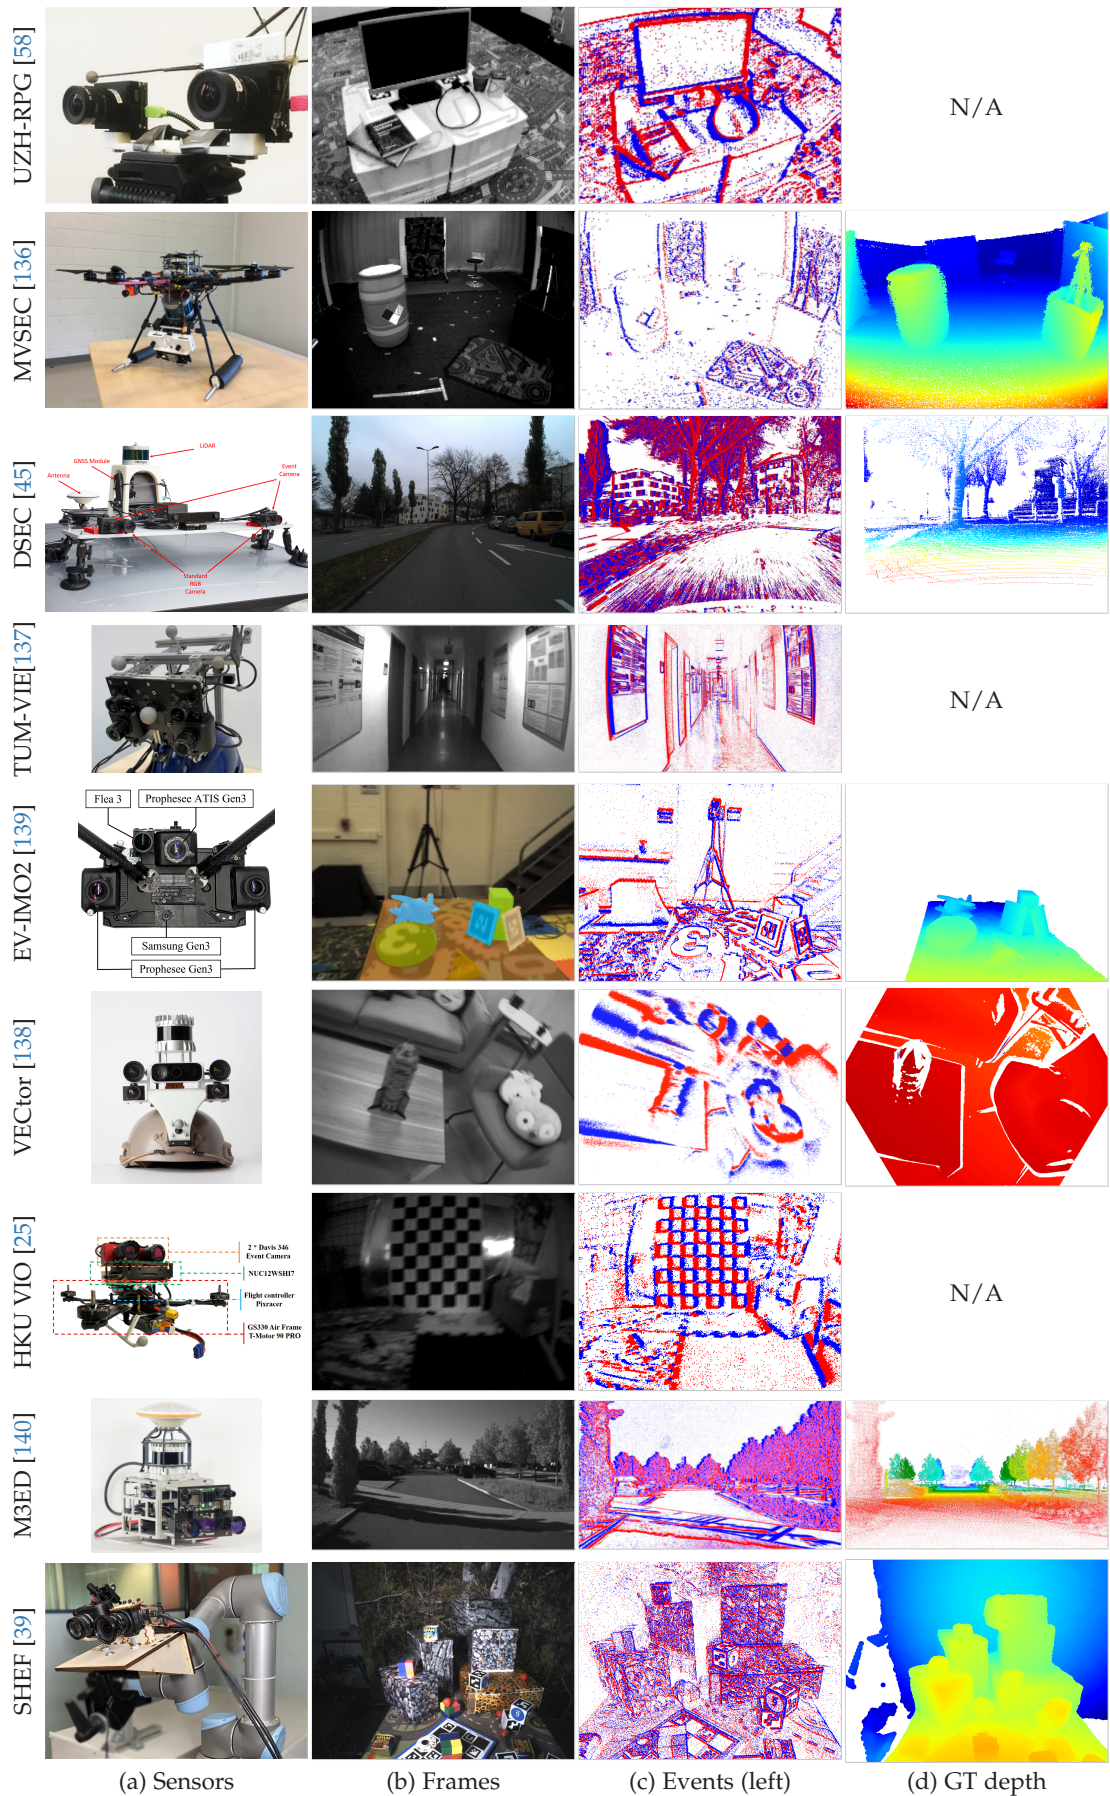 UZH-RPG [58]
N/A
MVSEC [136]
DSEC [45]
LiDAR
GNSS Module
Antenna
Event
Camera
Standard
RGB
Camera
TUM-VIE[137]
N/A
EV-IMO2 [139]
Flea 3
Prophesee ATIS Gen3
Samsung Gen3
Prophesee Gen3
VECtor [138]
HKU VIO [25]
2 * Davis 346
Event Camera
NUC12WSHI7
Flight controller
Pixracer
GS330 Air Frame
T-Motor 90 PRO
N/A
M3ED [140]
SHEF [39]
(a) Sensors
(b) Frames
(c) Events (left)
(d) GT depth